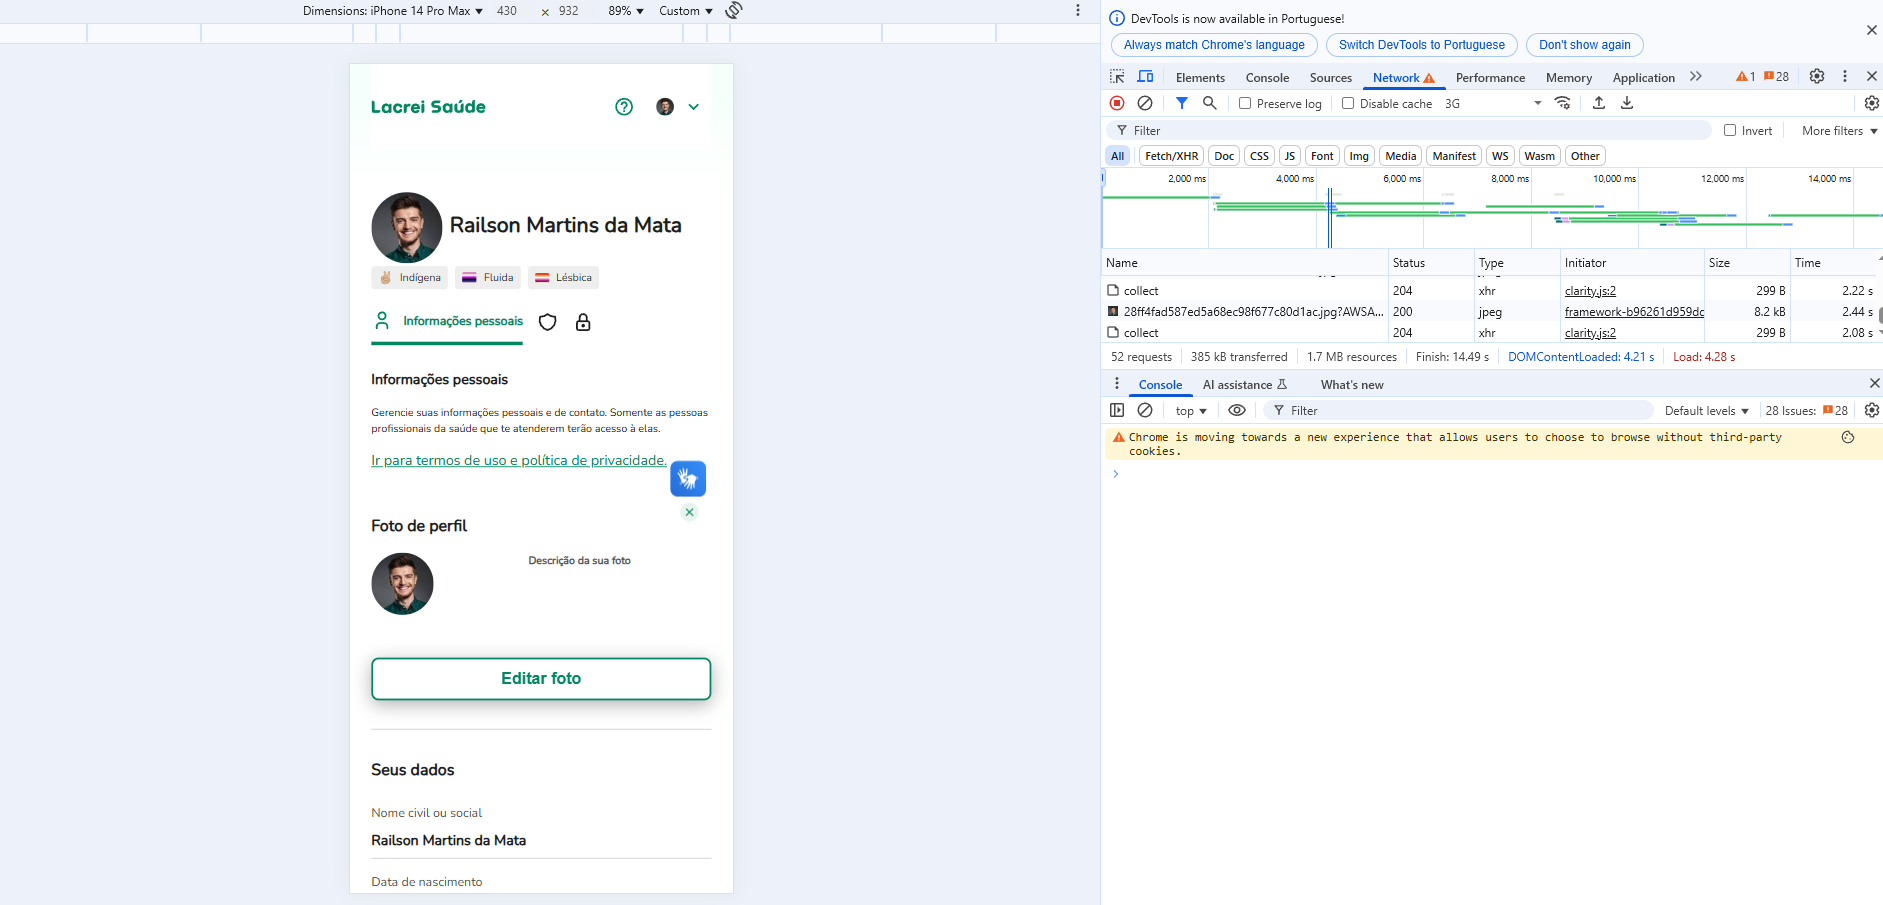 Dimensions: iPhone 14 Pro Max ▼ 430 × 932 89% ▼ Custom ▼
Lacrei Saúde
Railson Martins da Mata
Indígena Fluida Lésbica
Informações pessoais
Informações pessoais
Gerencie suas informações pessoais e de contato. Somente as pessoas
profissionais da saúde que te atenderem terão acesso à elas.
Ir para termos de uso e política de privacidade.
Foto de perfil
Descrição da sua foto
Editar foto
Seus dados
Nome civil ou social
Railson Martins da Mata
Data de nascimento
DevTools is now available in Portuguese!
Always match Chrome's language Switch DevTools to Portuguese Don't show again
Elements Console Sources Network Performance Memory Application 1 28
Preserve log Disable cache 3G
Filter Invert More filters ▼
All Fetch/XHR Doc CSS JS Font Img Media Manifest WS Wasm Other
2,000 ms 4,000 ms 6,000 ms 8,000 ms 10,000 ms 12,000 ms 14,000 ms
Name Status Type Initiator Size Time
collect 204 xhr clarity.js:2 299 B 2.22 s
28ff4fad587ed5a68ec98f677c80d1ac.jpg?AWSA... 200 jpeg framework-b96261d959dc 8.2 kB 2.44 s
collect 204 xhr clarity.js:2 299 B 2.08 s
52 requests 385 kB transferred 1.7 MB resources Finish: 14.49 s DOMContentLoaded: 4.21 s Load: 4.28 s
Console AI assistance What's new
top ▼ Filter Default levels ▼ 28 Issues: 28
Chrome is moving towards a new experience that allows users to choose to browse without third-party
cookies.